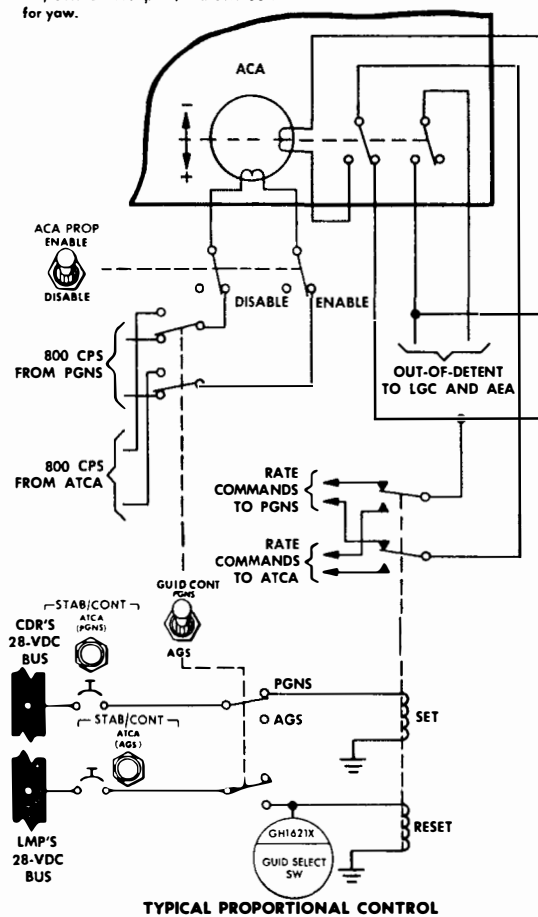 for yaw.
ACA
−
+
ACA PROP
ENABLE
DISABLE
DISABLE
ENABLE
800 CPS
FROM PGNS
800 CPS
FROM ATCA
OUT-OF-DETENT
TO LGC AND AEA
RATE
COMMANDS
TO PGNS
RATE
COMMANDS
TO ATCA
GUID CONT
PGNS
AGS
STAB/CONT
ATCA
(PGNS)
CDR'S
28-VDC
BUS
PGNS
AGS
SET
STAB/CONT
ATCA
(AGS)
LMP'S
28-VDC
BUS
GH1621X
GUID SELECT
SW
RESET
TYPICAL PROPORTIONAL CONTROL